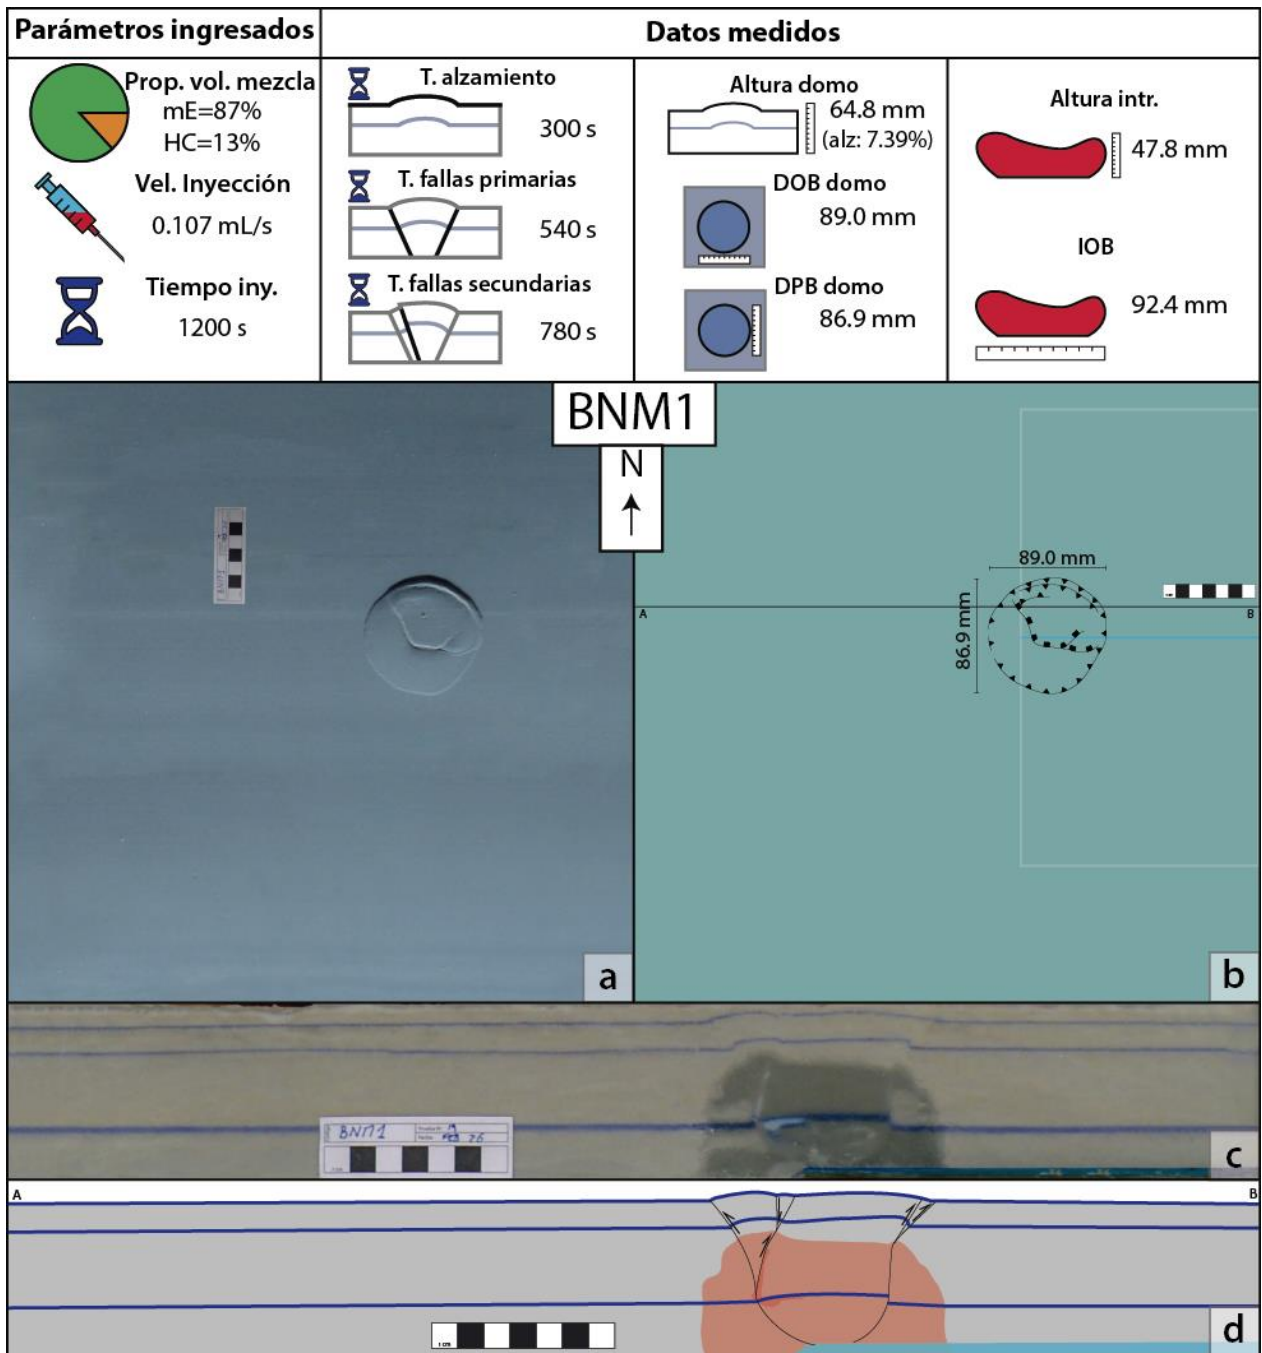 Parámetros ingresados
Datos medidos
Prop. vol. mezcla
mE=87%
HC=13%
Vel. Inyección
0.107 mL/s
Tiempo iny.
1200 s
T. alzamiento
300 s
T. fallas primarias
540 s
T. fallas secundarias
780 s
Altura domo
64.8 mm
(alz: 7.39%)
DOB domo
89.0 mm
DPB domo
86.9 mm
Altura intr.
47.8 mm
IOB
92.4 mm
BNM1
N
89.0 mm
86.9 mm
A
B
a
b
BNM1
c
A
B
1 cm
d